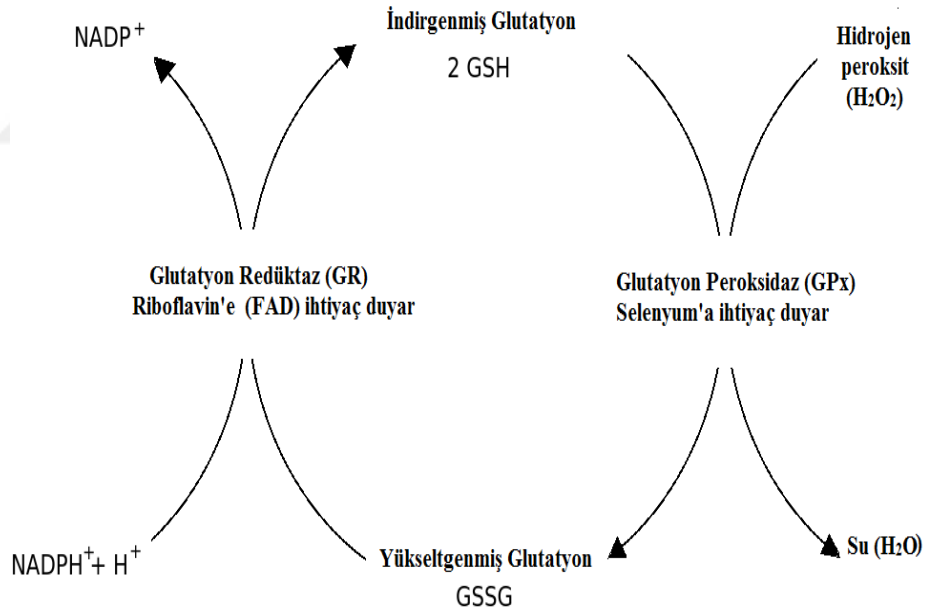 NADP⁺
İndirgenmiş Glutatyon
2 GSH
Hidrojen
peroksit
(H₂O₂)
Glutatyon Redüktaz (GR)
Riboflavin'e (FAD) ihtiyaç duyar
Glutatyon Peroksidaz (GPx)
Selenyum'a ihtiyaç duyar
NADPH⁺+ H⁺
Yükseltgenmiş Glutatyon
GSSG
Su (H₂O)